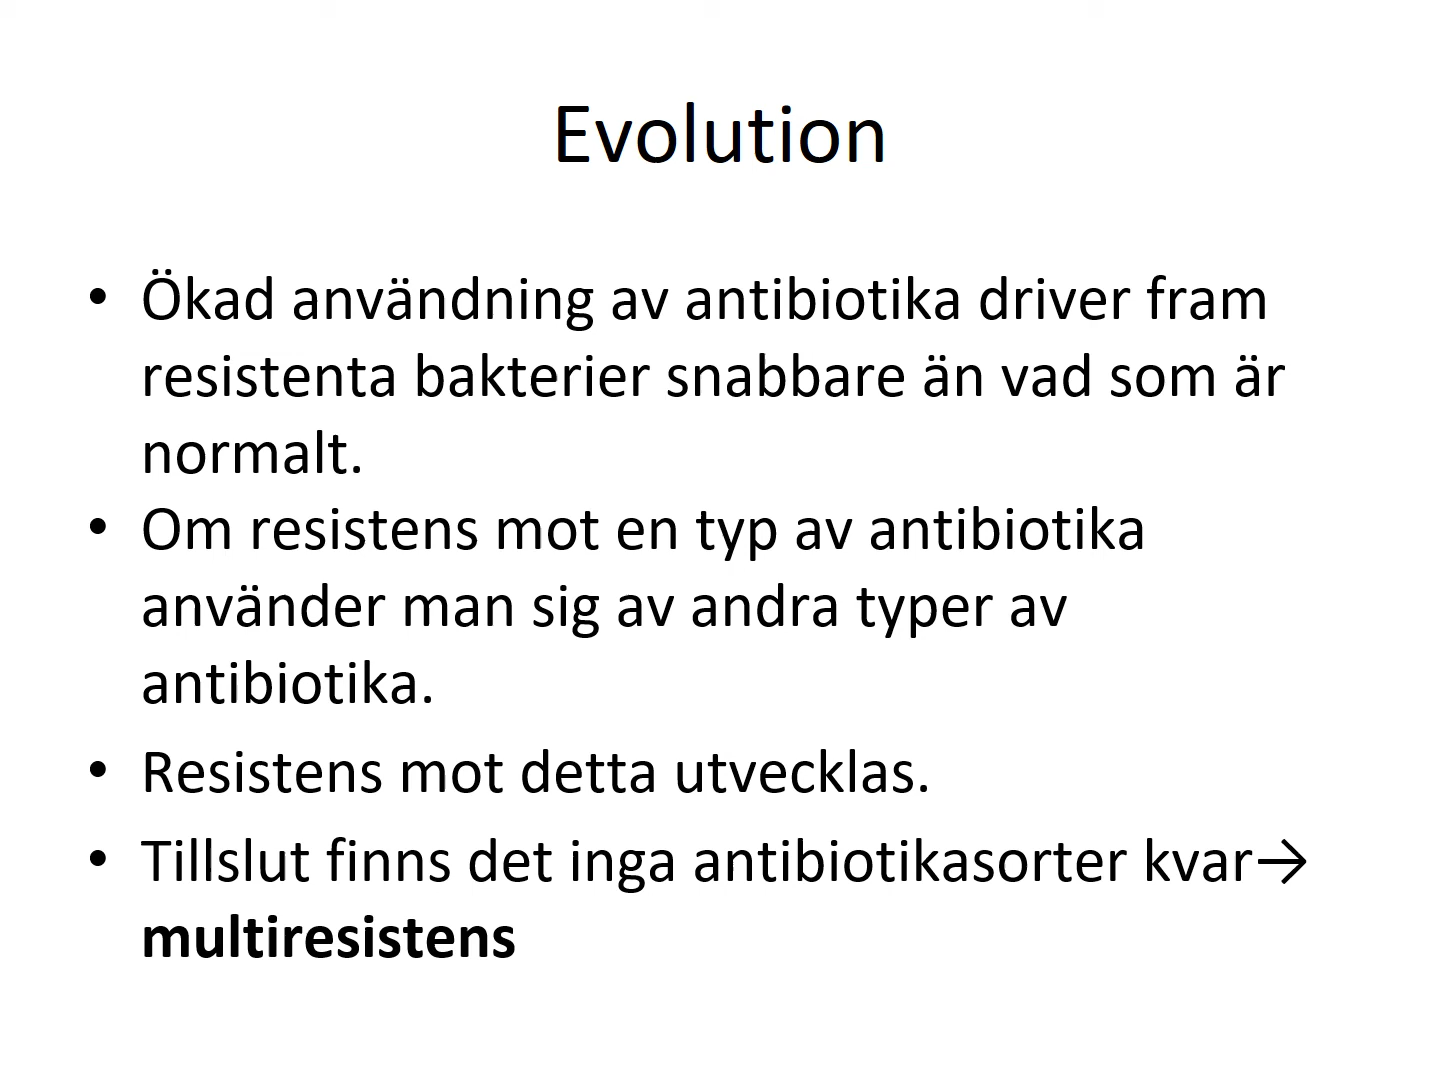 Evolution
• Ökad användning av antibiotika driver fram
resistenta bakterier snabbare än vad som är
normalt.
• Om resistens mot en typ av antibiotika
använder man sig av andra typer av
antibiotika.
• Resistens mot detta utvecklas.
• Tillslut finns det inga antibiotikasorter kvar→
multiresistens